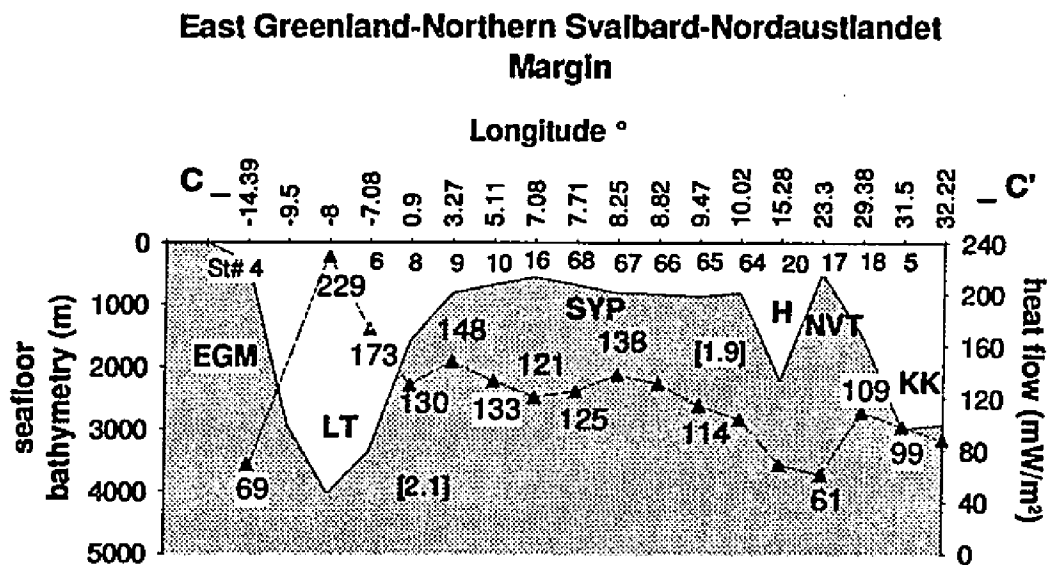 East Greenland-Northern Svalbard-Nordaustlandet
Margin
Longitude °
C – -14.39 -9.5 -8 -7.08 0.9 3.27 5.11 7.08 7.71 8.25 8.82 9.47 10.02 15.28 23.3 29.38 31.5 32.22 – C'
0 St# 4 6 8 9 10 16 68 67 66 65 64 20 17 18 5 240
1000 229 SYP H 200
EGM 173 148 121 138 [1.9] NVT 160
2000
130 133 125 114 109 KK 120
3000 LT 99
69 [2.1] 61 80
4000 40
5000 0
seafloor
bathymetry (m)
heat flow (mW/m²)